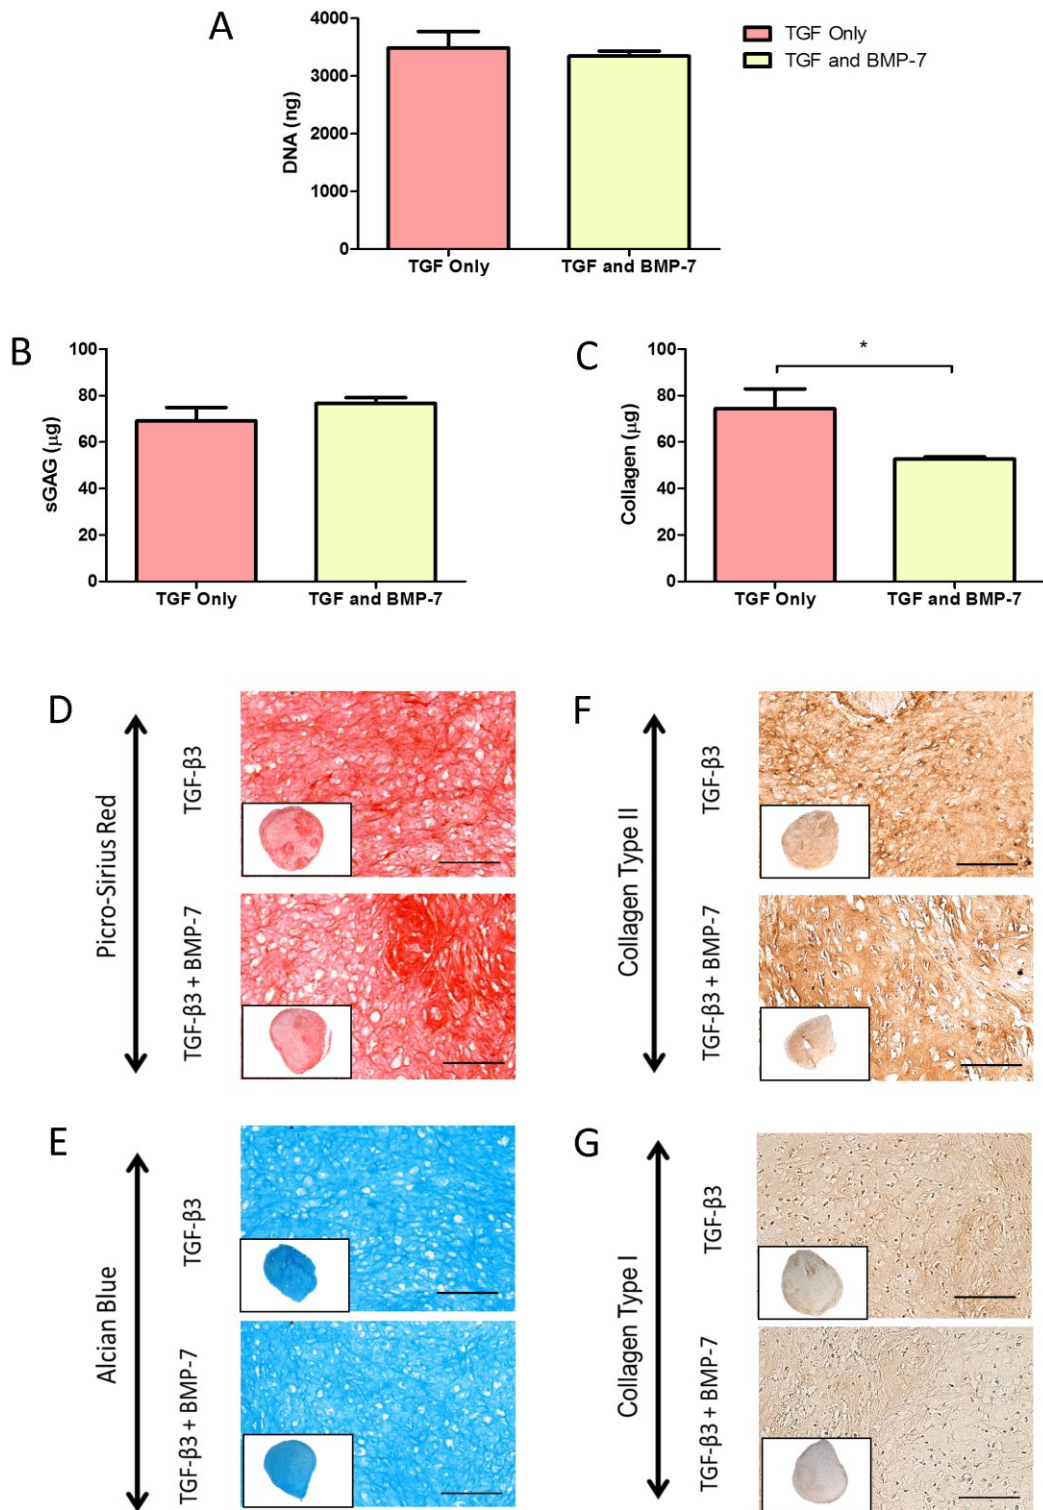 A
4000
3000
2000
1000
0
DNA (ng)
TGF Only
TGF and BMP-7
TGF Only
TGF and BMP-7
B
100
80
60
40
20
0
sGAG (µg)
TGF Only
TGF and BMP-7
C
100
80
60
40
20
0
Collagen (µg)
*
TGF Only
TGF and BMP-7
D
Picro-Sirius Red
TGF-β3
TGF-β3 + BMP-7
F
Collagen Type II
TGF-β3
TGF-β3 + BMP-7
E
Alcian Blue
TGF-β3
TGF-β3 + BMP-7
G
Collagen Type I
TGF-β3
TGF-β3 + BMP-7